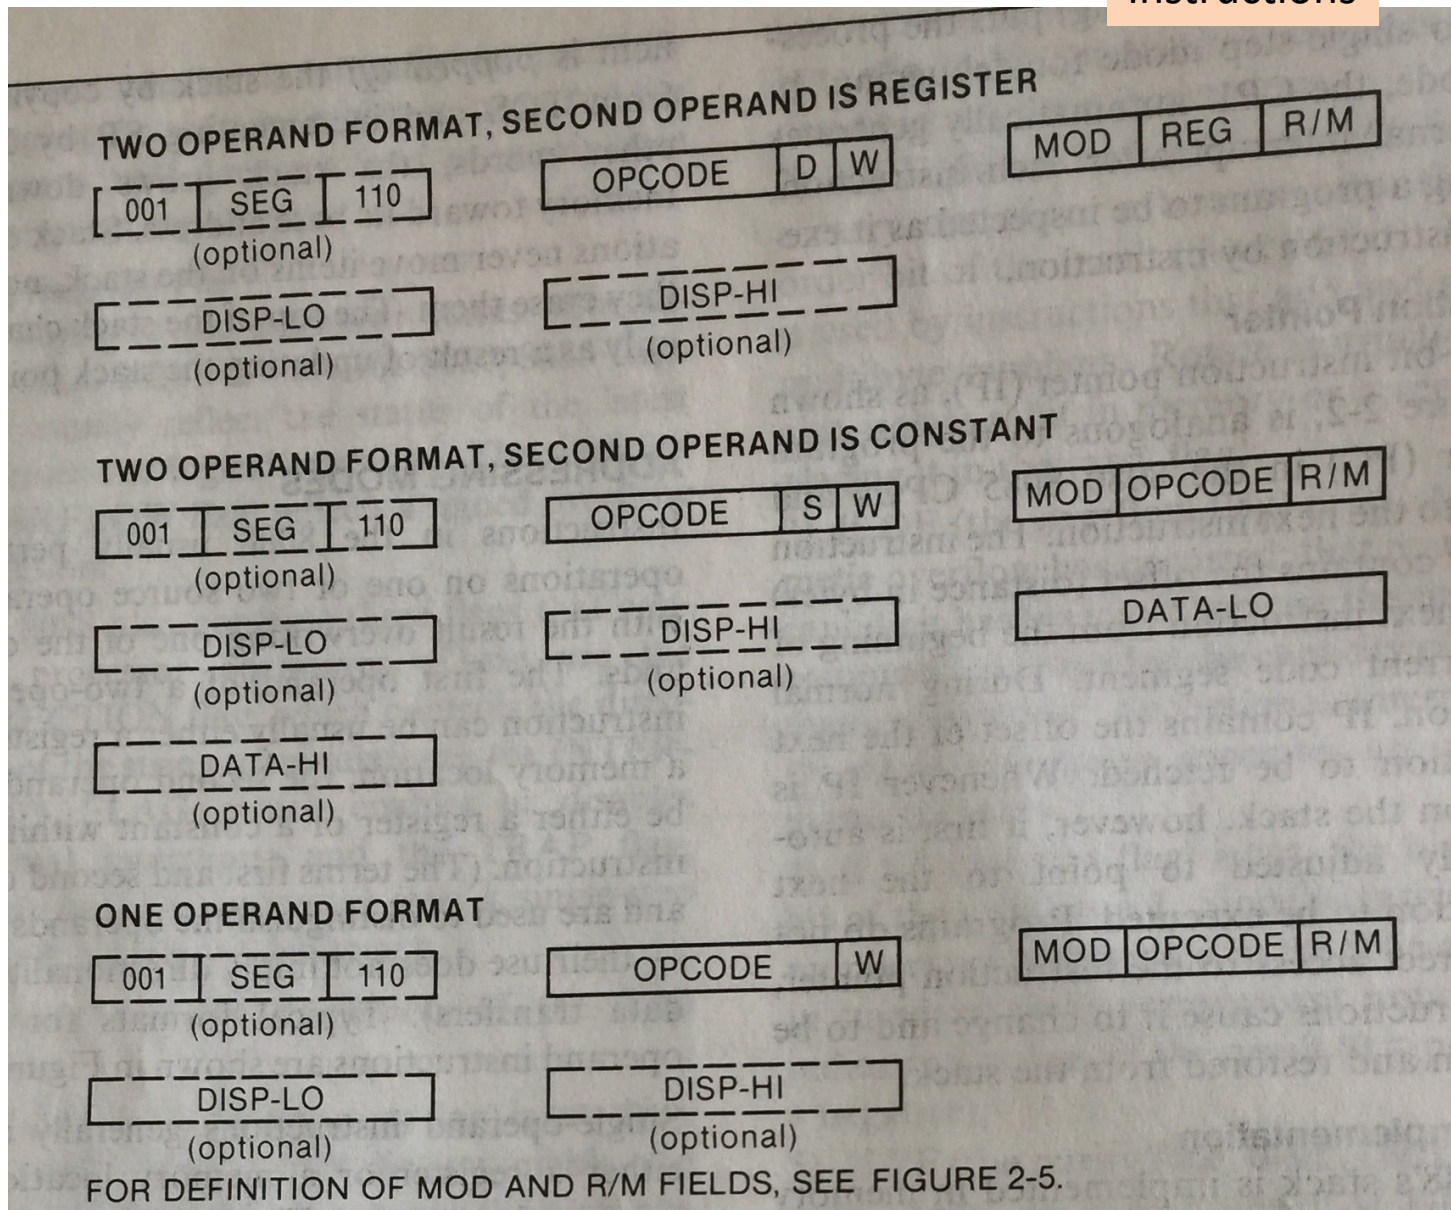 Instructions
TWO OPERAND FORMAT, SECOND OPERAND IS REGISTER
001 SEG 110 OPCODE D W MOD REG R/M
(optional)
DISP-LO DISP-HI
(optional) (optional)
TWO OPERAND FORMAT, SECOND OPERAND IS CONSTANT
001 SEG 110 OPCODE S W MOD OPCODE R/M
(optional)
DISP-LO DISP-HI DATA-LO
(optional) (optional)
DATA-HI
(optional)
ONE OPERAND FORMAT
001 SEG 110 OPCODE W MOD OPCODE R/M
(optional)
DISP-LO DISP-HI
(optional) (optional)
FOR DEFINITION OF MOD AND R/M FIELDS, SEE FIGURE 2-5.